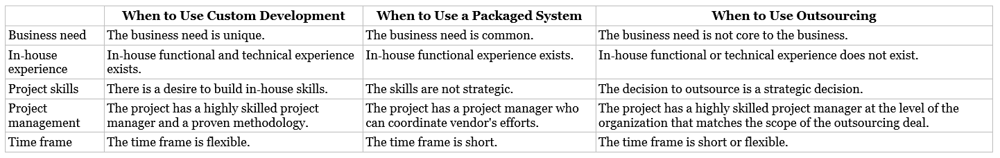 When to Use Custom Development When to Use a Packaged System When to Use Outsourcing
Business need The business need is unique. The business need is common. The business need is not core to the business.
In-house In-house functional and technical experience In-house functional experience exists. In-house functional or technical experience does not exist.
experience exists.
Project skills There is a desire to build in-house skills. The skills are not strategic. The decision to outsource is a strategic decision.
Project The project has a highly skilled project The project has a project manager who The project has a highly skilled project manager at the level of the
management manager and a proven methodology. can coordinate vendor's efforts. organization that matches the scope of the outsourcing deal.
Time frame The time frame is flexible. The time frame is short. The time frame is short or flexible.